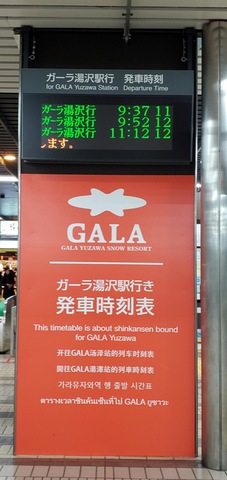 ガーラ湯沢駅行 発車時刻
for GALA Yuzawa Station Departure Time
ガーラ湯沢行 9:37 11
ガーラ湯沢行 9:52 12
ガーラ湯沢行 11:12 12
します。
GALA
GALA YUZAWA SNOW RESORT
ガーラ湯沢駅行き
発車時刻表
This timetable is about shinkansen bound
for GALA Yuzawa
开往GALA汤泽站的列车时刻表
開往GALA湯澤站的列車時刻表
가라유자와역 행 출발 시간표
ตารางเวลาชินคันเซ็นที่ไป GALA ยูซาวะ